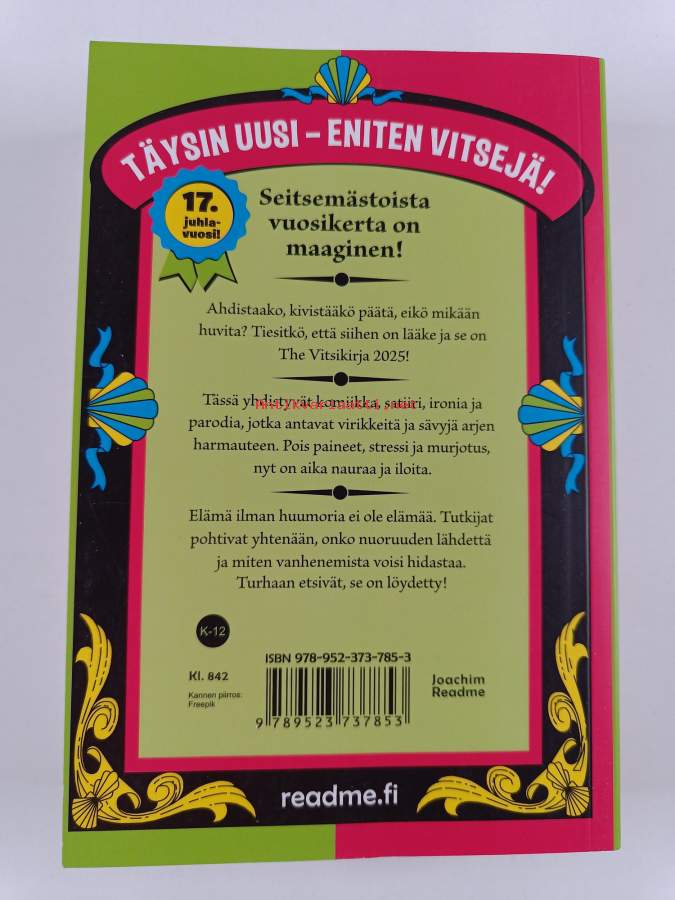 TÄYSIN UUSI – ENITEN VITSEJÄ!
17.
juhla-
vuosi!
Seitsemästoista
vuosikerta on
maaginen!
Ahdistaako, kivistääkö päätä, eikö mikään
huvita? Tiesitkö, että siihen on lääke ja se on
The Vitsikirja 2025!
Tässä yhdistyvät komiikka, satiiri, ironia ja
Antikvariaatti.net
parodia, jotka antavat virikkeitä ja sävyjä arjen
harmauteen. Pois paineet, stressi ja murjotus,
nyt on aika nauraa ja iloita.
Elämä ilman huumoria ei ole elämää. Tutkijat
pohtivat yhtenään, onko nuoruuden lähdettä
ja miten vanhenemista voisi hidastaa.
Turhaan etsivät, se on löydetty!
K-12
Kl. 842
Kannen piirros:
Freepik
ISBN 978-952-373-785-3
9 789523 737853
Joachim
Readme
readme.fi